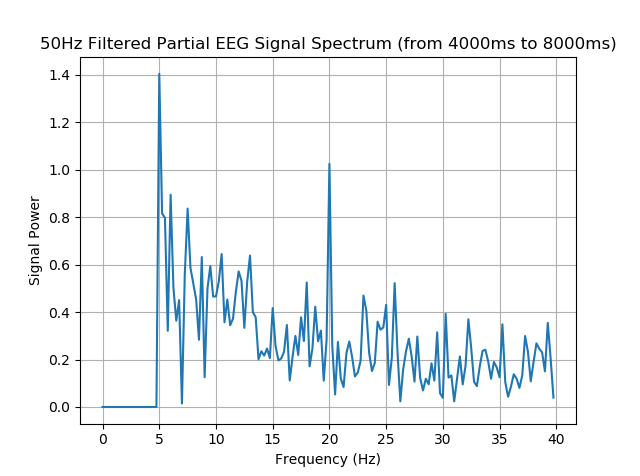 50Hz Filtered Partial EEG Signal Spectrum (from 4000ms to 8000ms)
1.4
1.2
1.0
0.8
0.6
0.4
0.2
0.0
Signal Power
0 5 10 15 20 25 30 35 40
Frequency (Hz)